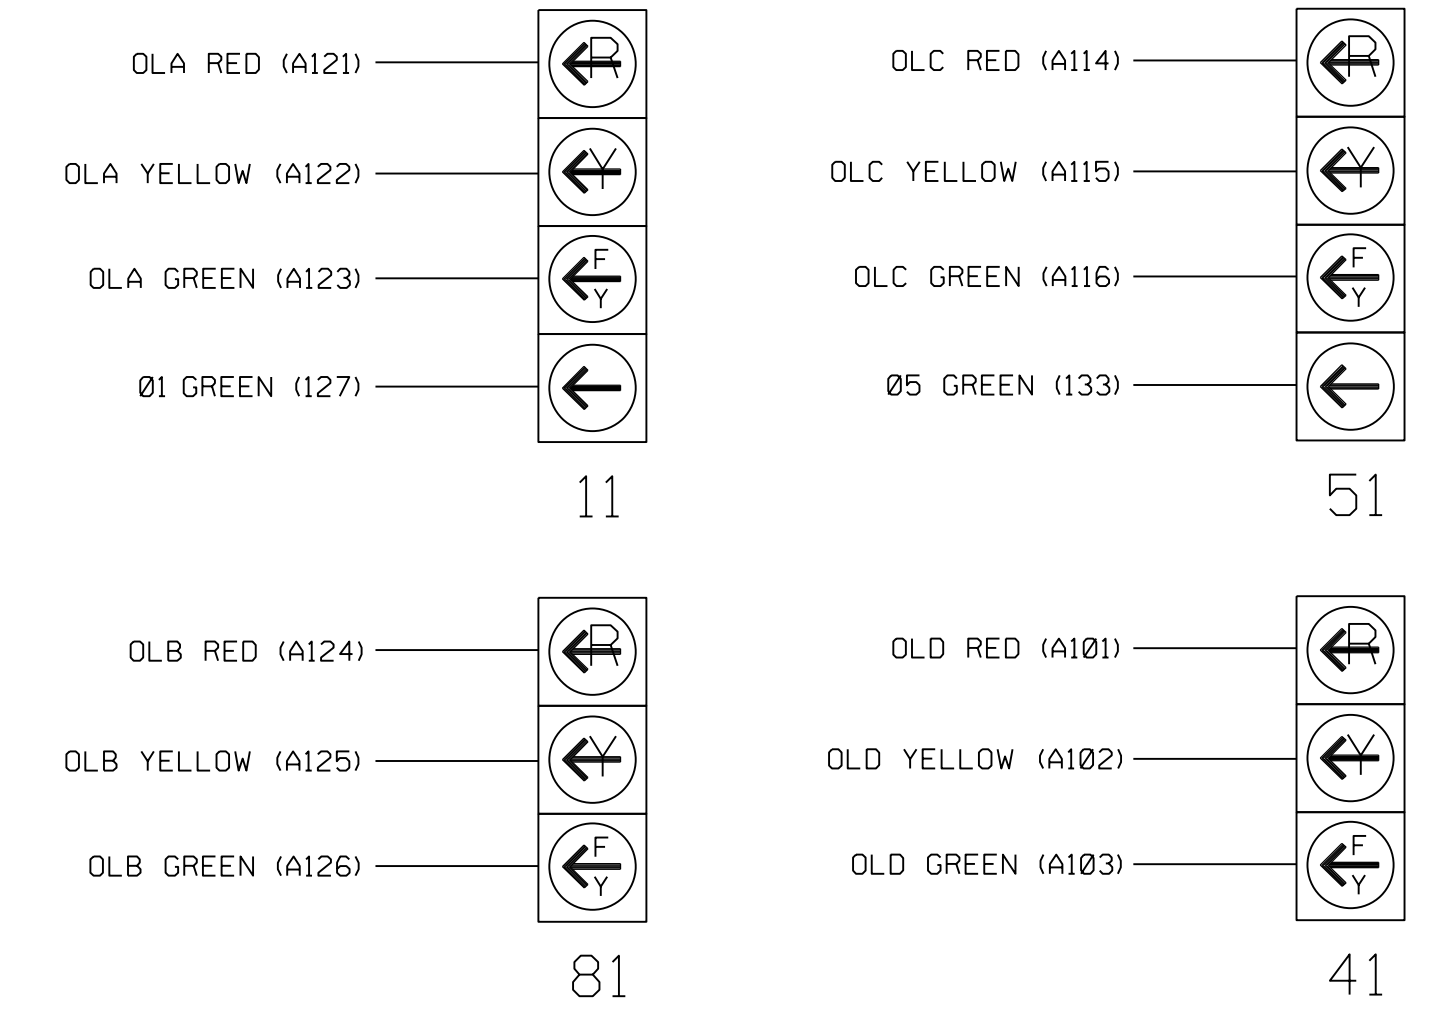 OLA RED (A121)
R
OLA YELLOW (A122)
Y
OLA GREEN (A123)
F
Y
Ø1 GREEN (127)
11
OLC RED (A114)
R
OLC YELLOW (A115)
Y
OLC GREEN (A116)
F
Y
Ø5 GREEN (133)
51
OLB RED (A124)
R
OLB YELLOW (A125)
Y
OLB GREEN (A126)
F
Y
81
OLD RED (A1Ø1)
R
OLD YELLOW (A1Ø2)
Y
OLD GREEN (A1Ø3)
F
Y
41